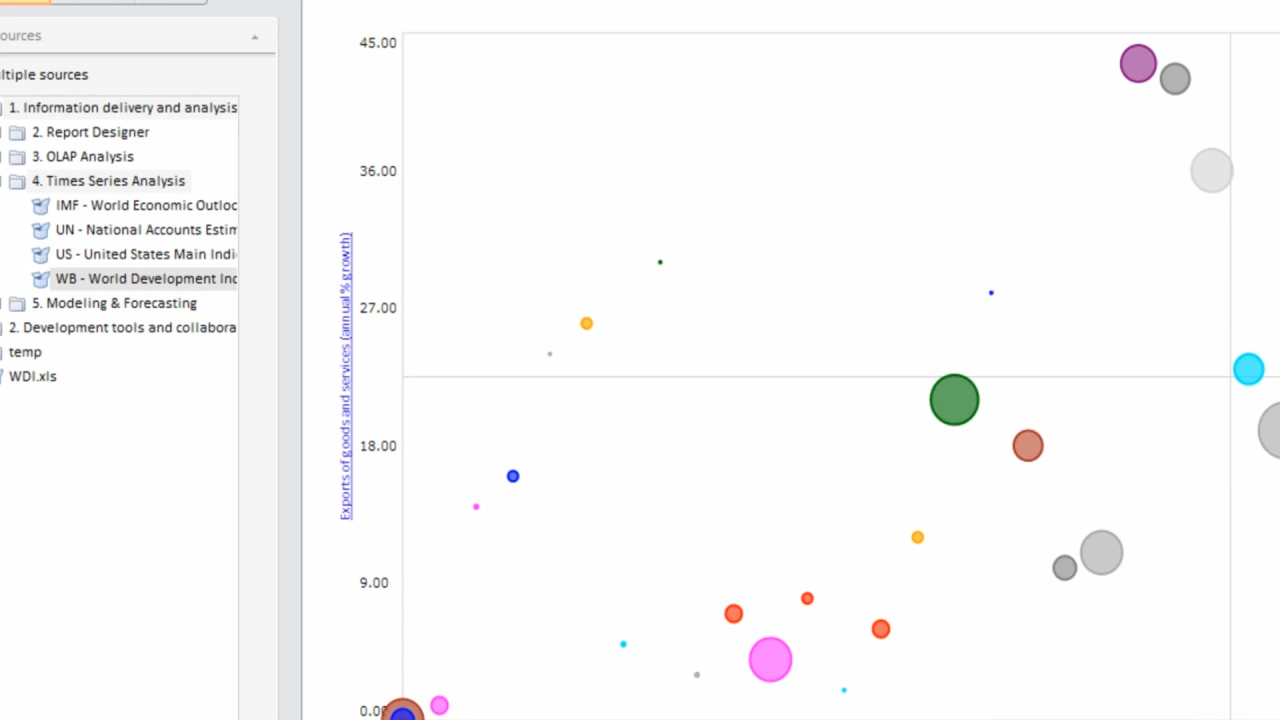 ources
ltiple sources
1. Information delivery and analysis
2. Report Designer
3. OLAP Analysis
4. Times Series Analysis
IMF - World Economic Outloc
UN - National Accounts Estim
US - United States Main Indi
WB - World Development Inc
5. Modeling & Forecasting
2. Development tools and collabora
temp
WDI.xls
Exports of goods and services (annual % growth)
45.00
36.00
27.00
18.00
9.00
0.00